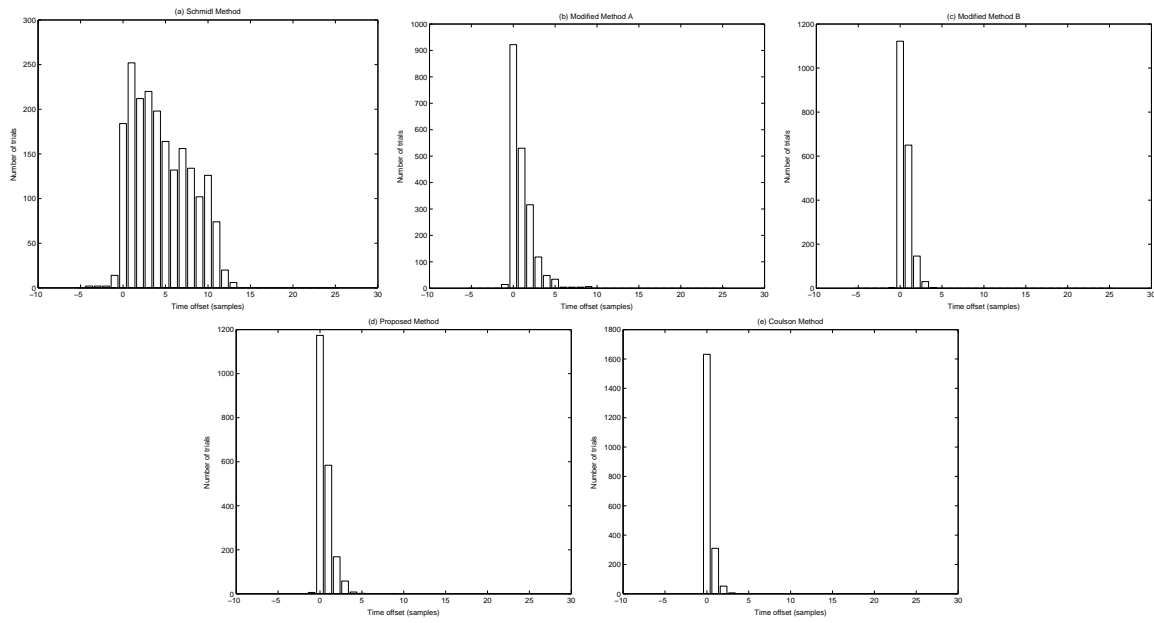 (a) Schmidl Method
300
250
200
150
100
50
0
Number of trials
−10 −5 0 5 10 15 20 25 30
Time offset (samples)
(b) Modified Method A
1000
900
800
700
600
500
400
300
200
100
0
Number of trials
−10 −5 0 5 10 15 20 25 30
Time offset (samples)
(c) Modified Method B
1200
1000
800
600
400
200
0
Number of trials
−10 −5 0 5 10 15 20 25 30
Time offset (samples)
(d) Proposed Method
1200
1000
800
600
400
200
0
Number of trials
−10 −5 0 5 10 15 20 25 30
Time offset (samples)
(e) Coulson Method
1800
1600
1400
1200
1000
800
600
400
200
0
Number of trials
−10 −5 0 5 10 15 20 25 30
Time offset (samples)